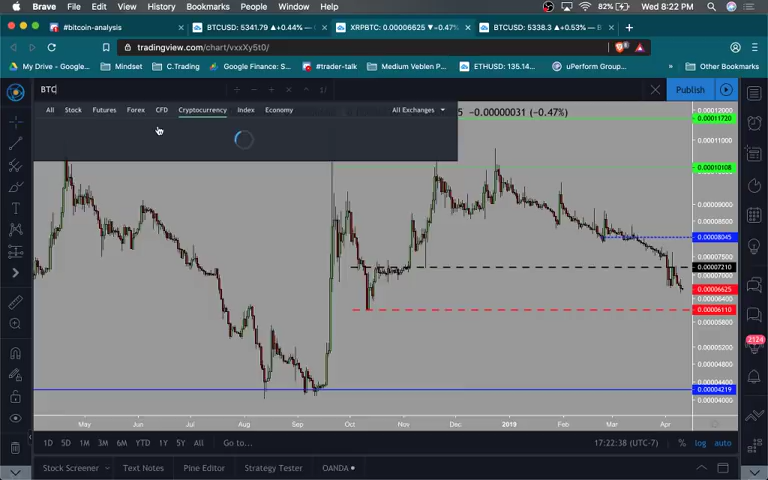 Brave File Edit View History Bookmarks People Window Help 82% Wed 8:22 PM
#bitcoin-analysis BTCUSD: 5341.79 ▲+0.44% — XRPBTC: 0.00006625 ▼−0.47% BTCUSD: 5338.3 ▲+0.53% —
tradingview.com/chart/vxxXy5t0/
My Drive - Google... Mindset C.Trading Google Finance: S... #trader-talk Medium Veblen P... ETHUSD: 135.14... uPerform Group... Other Bookmarks
BTC Publish
All Stock Futures Forex CFD Cryptocurrency Index Economy All Exchanges 5 −0.00000031 (−0.47%)
0.00012000
0.00011720
0.00011000
0.00010108
0.00009000
0.00008500
0.00008045
0.00007500
0.00007210
0.00006625
0.00006400
0.00006110
0.00005800
0.00005200
0.00004800
0.00004219
0.00004000
2124
May Jun Jul Aug Sep Oct Nov Dec 2019 Feb Mar Apr
1D 5D 1M 3M 6M YTD 1Y 5Y All Go to... 17:22:38 (UTC-7) % log auto
Stock Screener Text Notes Pine Editor Strategy Tester OANDA